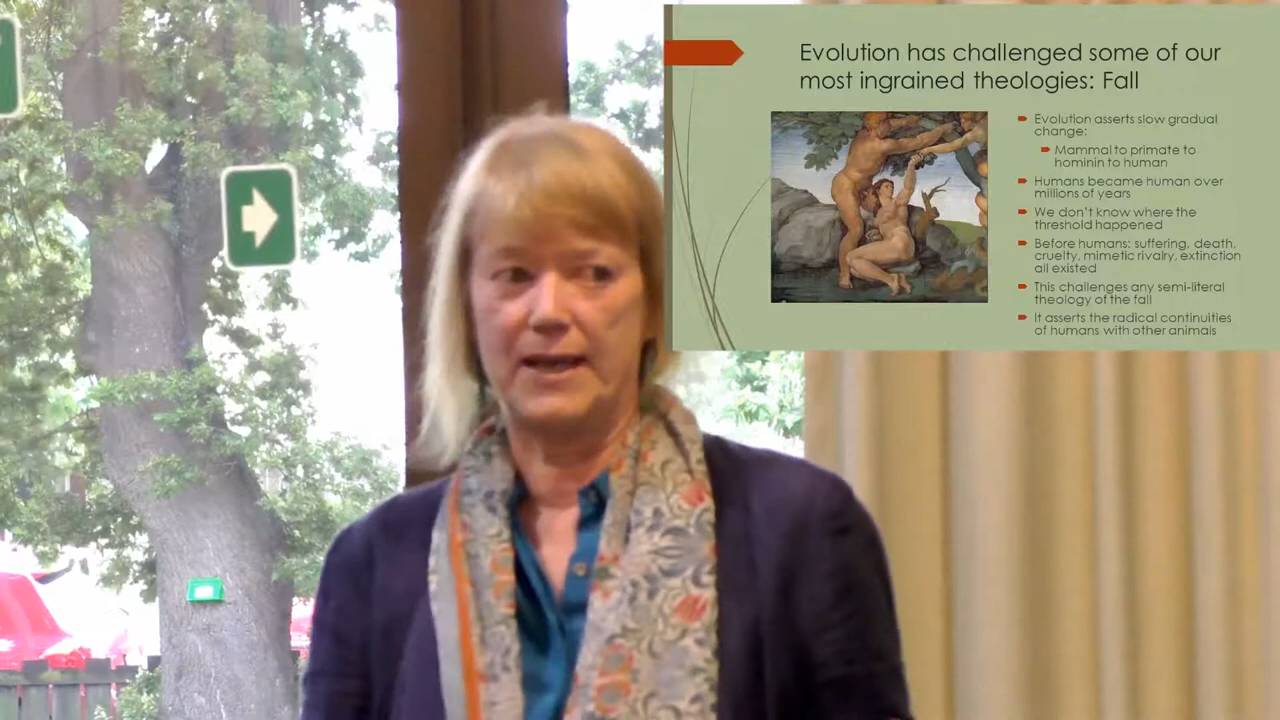 Evolution has challenged some of our
most ingrained theologies: Fall
Evolution asserts slow gradual
change:
Mammal to primate to
hominin to human
Humans became human over
millions of years
We don't know where the
threshold happened
Before humans: suffering, death,
cruelty, mimetic rivalry, extinction
all existed
This challenges any semi-literal
theology of the fall
It asserts the radical continuities
of humans with other animals